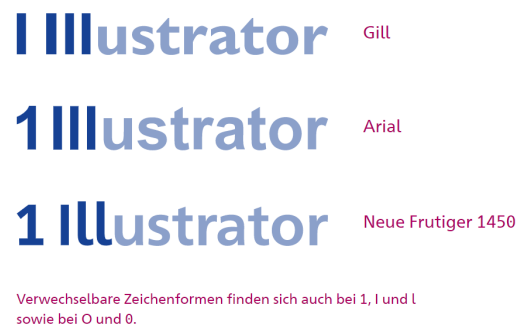 1 Illustrator Gill
1 Illustrator Arial
1 Illustrator Neue Frutiger 1450
Verwechselbare Zeichenformen finden sich auch bei 1, I und l
sowie bei O und 0.